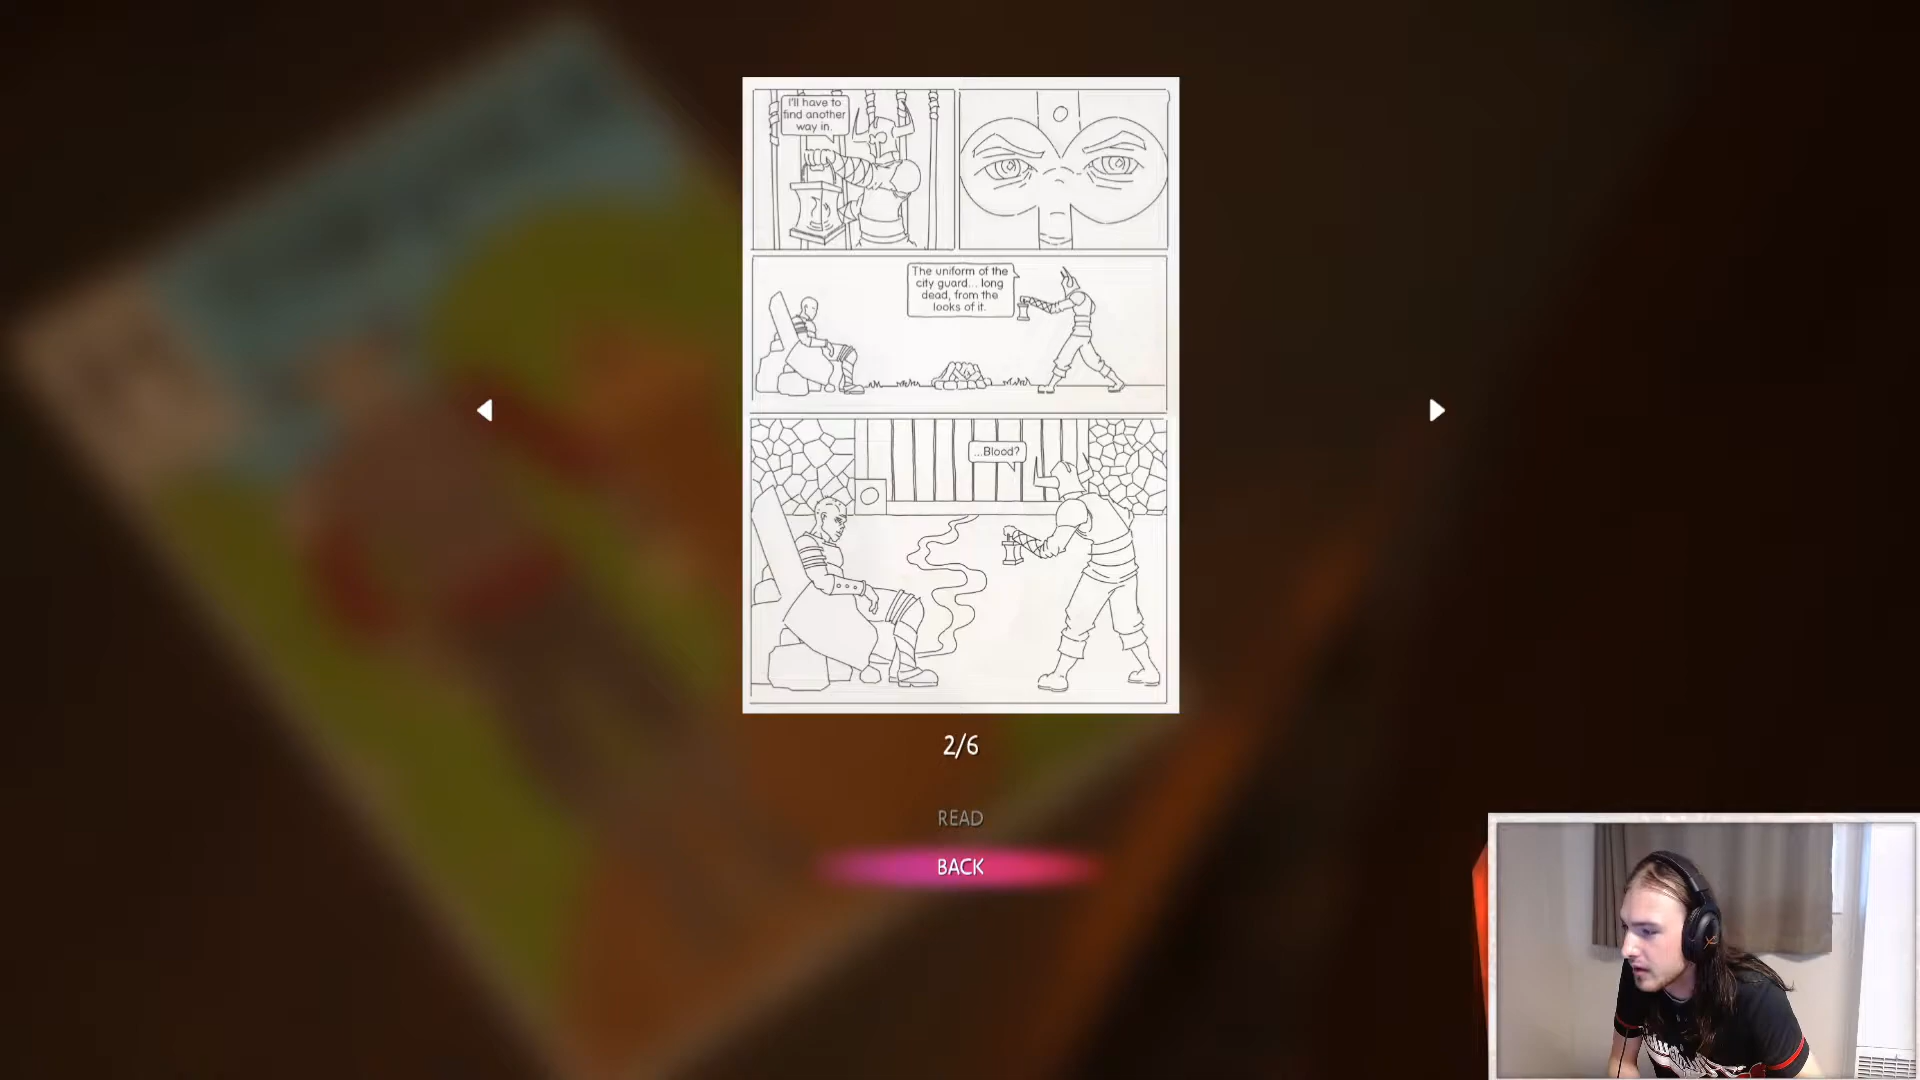 I'll have to
find another
way in.
The uniform of the
city guard... long
dead, from the
looks of it.
...Blood?
2/6
READ
BACK